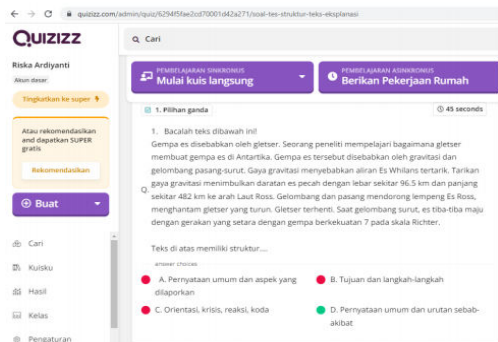 quizizz.com/admin/quiz/6294f5fae2cd70001d42a271/soal-tes-struktur-teks-eksplanasi
QUIZIZZ
Cari
Riska Ardiyanti
Akun dasar
Tingkatkan ke super
Atau rekomendasikan
and dapatkan SUPER
gratis
Rekomendasikan
Buat
Cari
Kuisku
Hasil
Kelas
Pengaturan
PEMBELAJARAN SINKRONUS
Mulai kuis langsung
PEMBELAJARAN ASINKRONUS
Berikan Pekerjaan Rumah
1. Pilihan ganda
45 seconds
Q.
1. Bacalah teks dibawah ini!
Gempa es disebabkan oleh gletser. Seorang peneliti mempelajari bagaimana gletser
membuat gempa es di Antartika. Gempa es tersebut disebabkan oleh gravitasi dan
gelombang pasang-surut. Gaya gravitasi menyebabkan aliran Es Whilans tertarik. Tarikan
gaya gravitasi menimbulkan daratan es pecah dengan lebar sekitar 96.5 km dan panjang
sekitar 482 km ke arah Laut Ross. Gelombang dan pasang mendorong lempeng Es Ross,
menghantam gletser yang turun. Gletser terhenti. Saat gelombang surut, es tiba-tiba maju
dengan gerakan yang setara dengan gempa berkekuatan 7 pada skala Richter.
Teks di atas memiliki struktur....
answer choices
A. Pernyataan umum dan aspek yang
dilaporkan
B. Tujuan dan langkah-langkah
C. Orientasi, krisis, reaksi, koda
D. Pernyataan umum dan urutan sebab-
akibat